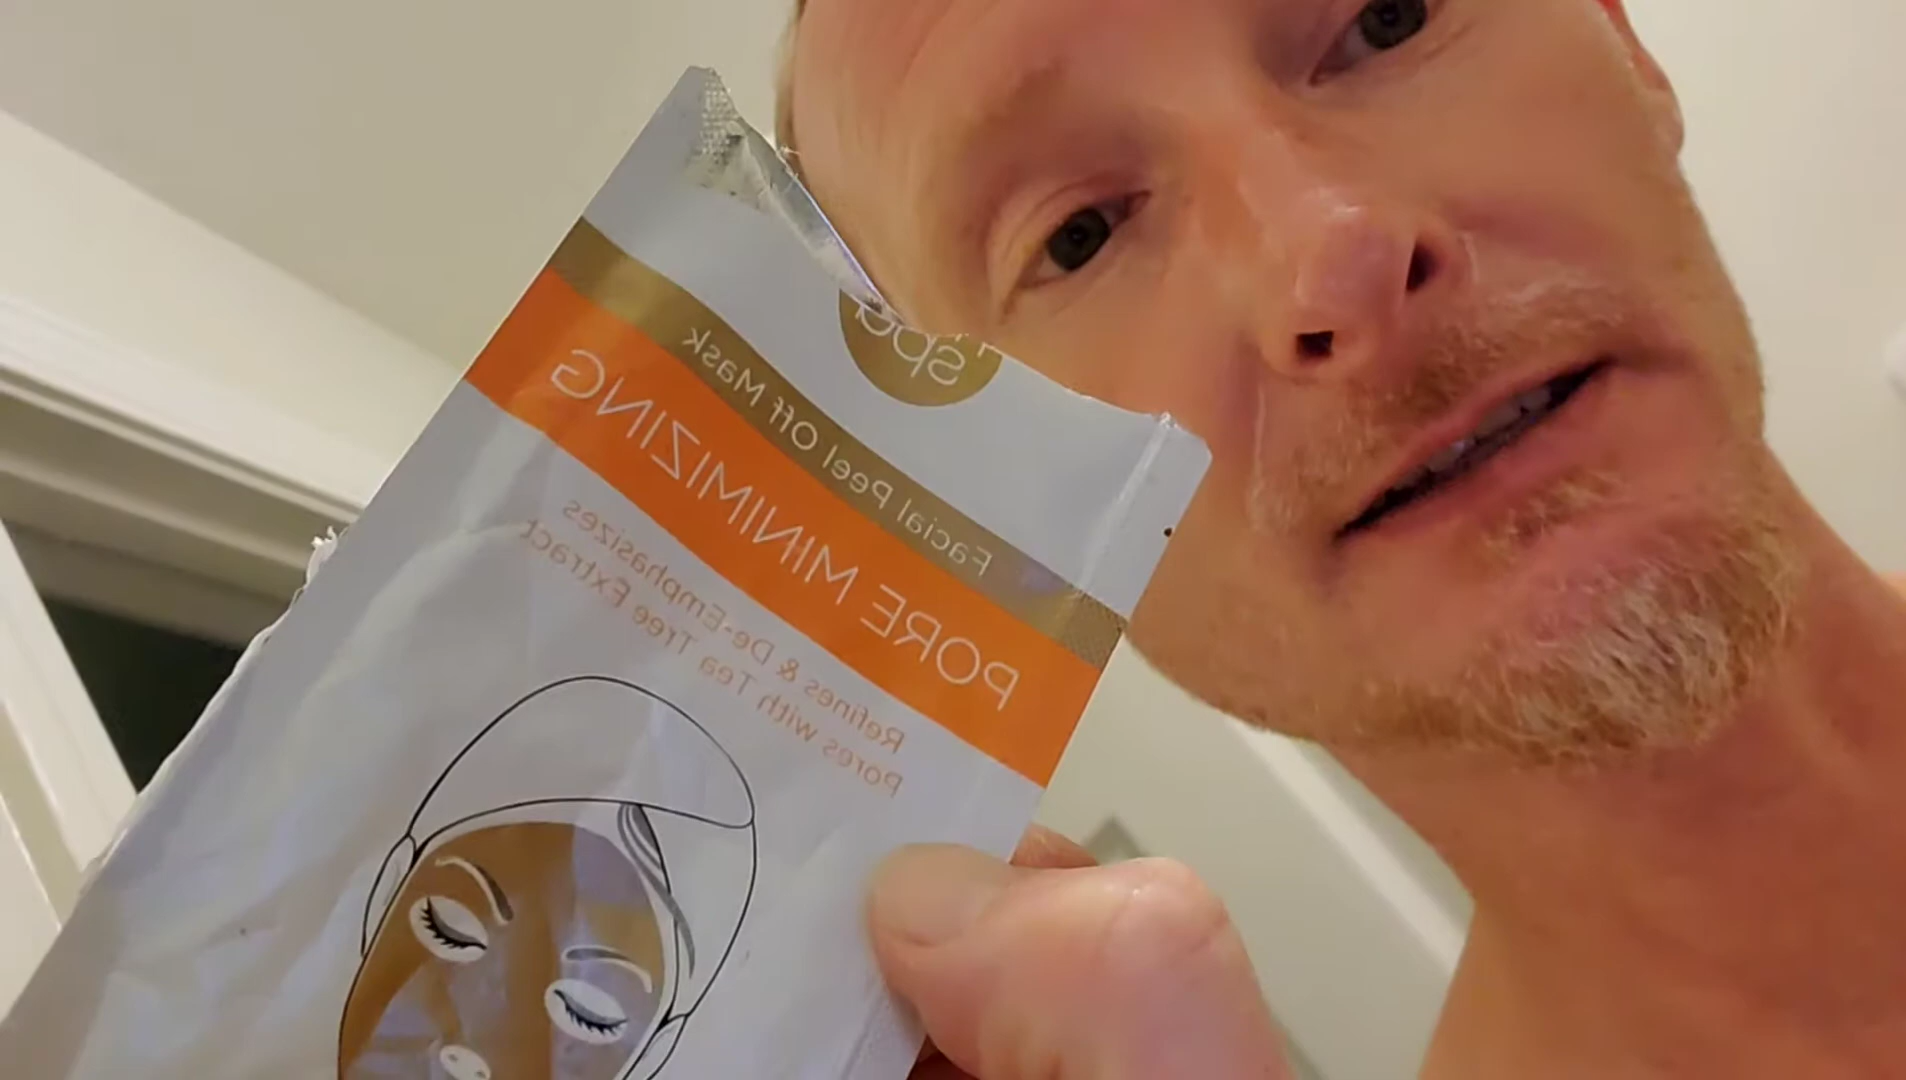 spa
Facial Peel Off Mask
PORE MINIMIZING
Refines & De-Emphasizes
Pores with Tea Tree Extract